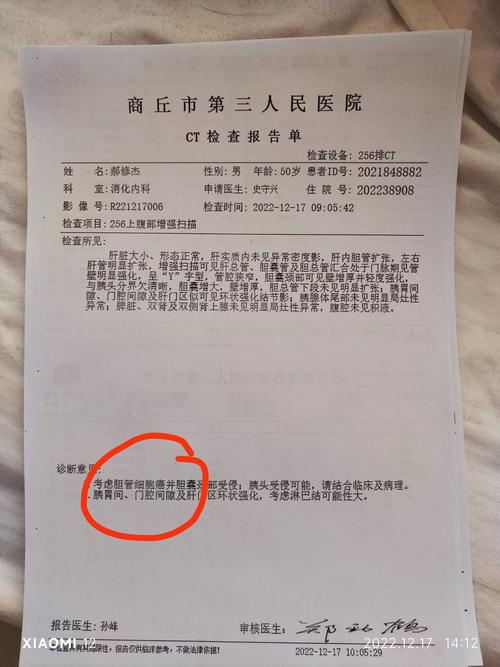 商丘市第三人民医院
CT检查报告单
检查设备: 256排CT
姓 名:郝修杰 性别: 男 年龄: 50岁 患者ID号: 2021848882
科 室:消化内科 申请医生: 史守兴 住 院 号: 202238908
影 像 号: R221217006 检查时间: 2022-12-17 09:05:42
检查项目: 256上腹部增强扫描
检查所见:
肝脏大小、形态正常, 肝实质内未见异常密度影, 肝内胆管扩张, 左右
肝管明显扩张, 增强扫描可见肝总管、胆囊管及胆总管汇合处于门脉期见管
壁明显强化, 呈“Y”字型, 管腔狭窄, 胆囊颈部可见壁增厚并轻度强化,
与胰头分界欠清晰, 胆囊增大, 壁增厚, 胆总管下段未见明显扩张; 胰胃间
隙、门腔间隙及肝门区似可见环状强化结节影; 胰腺体尾部未见明显局灶性
异常; 脾脏、双肾及双侧肾上腺未见明显局灶性异常, 腹腔未见积液。
诊断意见:
考虑胆管细胞癌并胆囊颈部受侵; 胰头受侵可能, 请结合临床及病理。
胰胃间、门腔间隙及肝门区环状强化, 考虑淋巴结可能性大。
报告医生: 孙峰 审核医生:
XIAOMI 12 2022.12.17 14:12
报告仅供临床参考, 不做法律依据! 2022-12-17 10:05:29